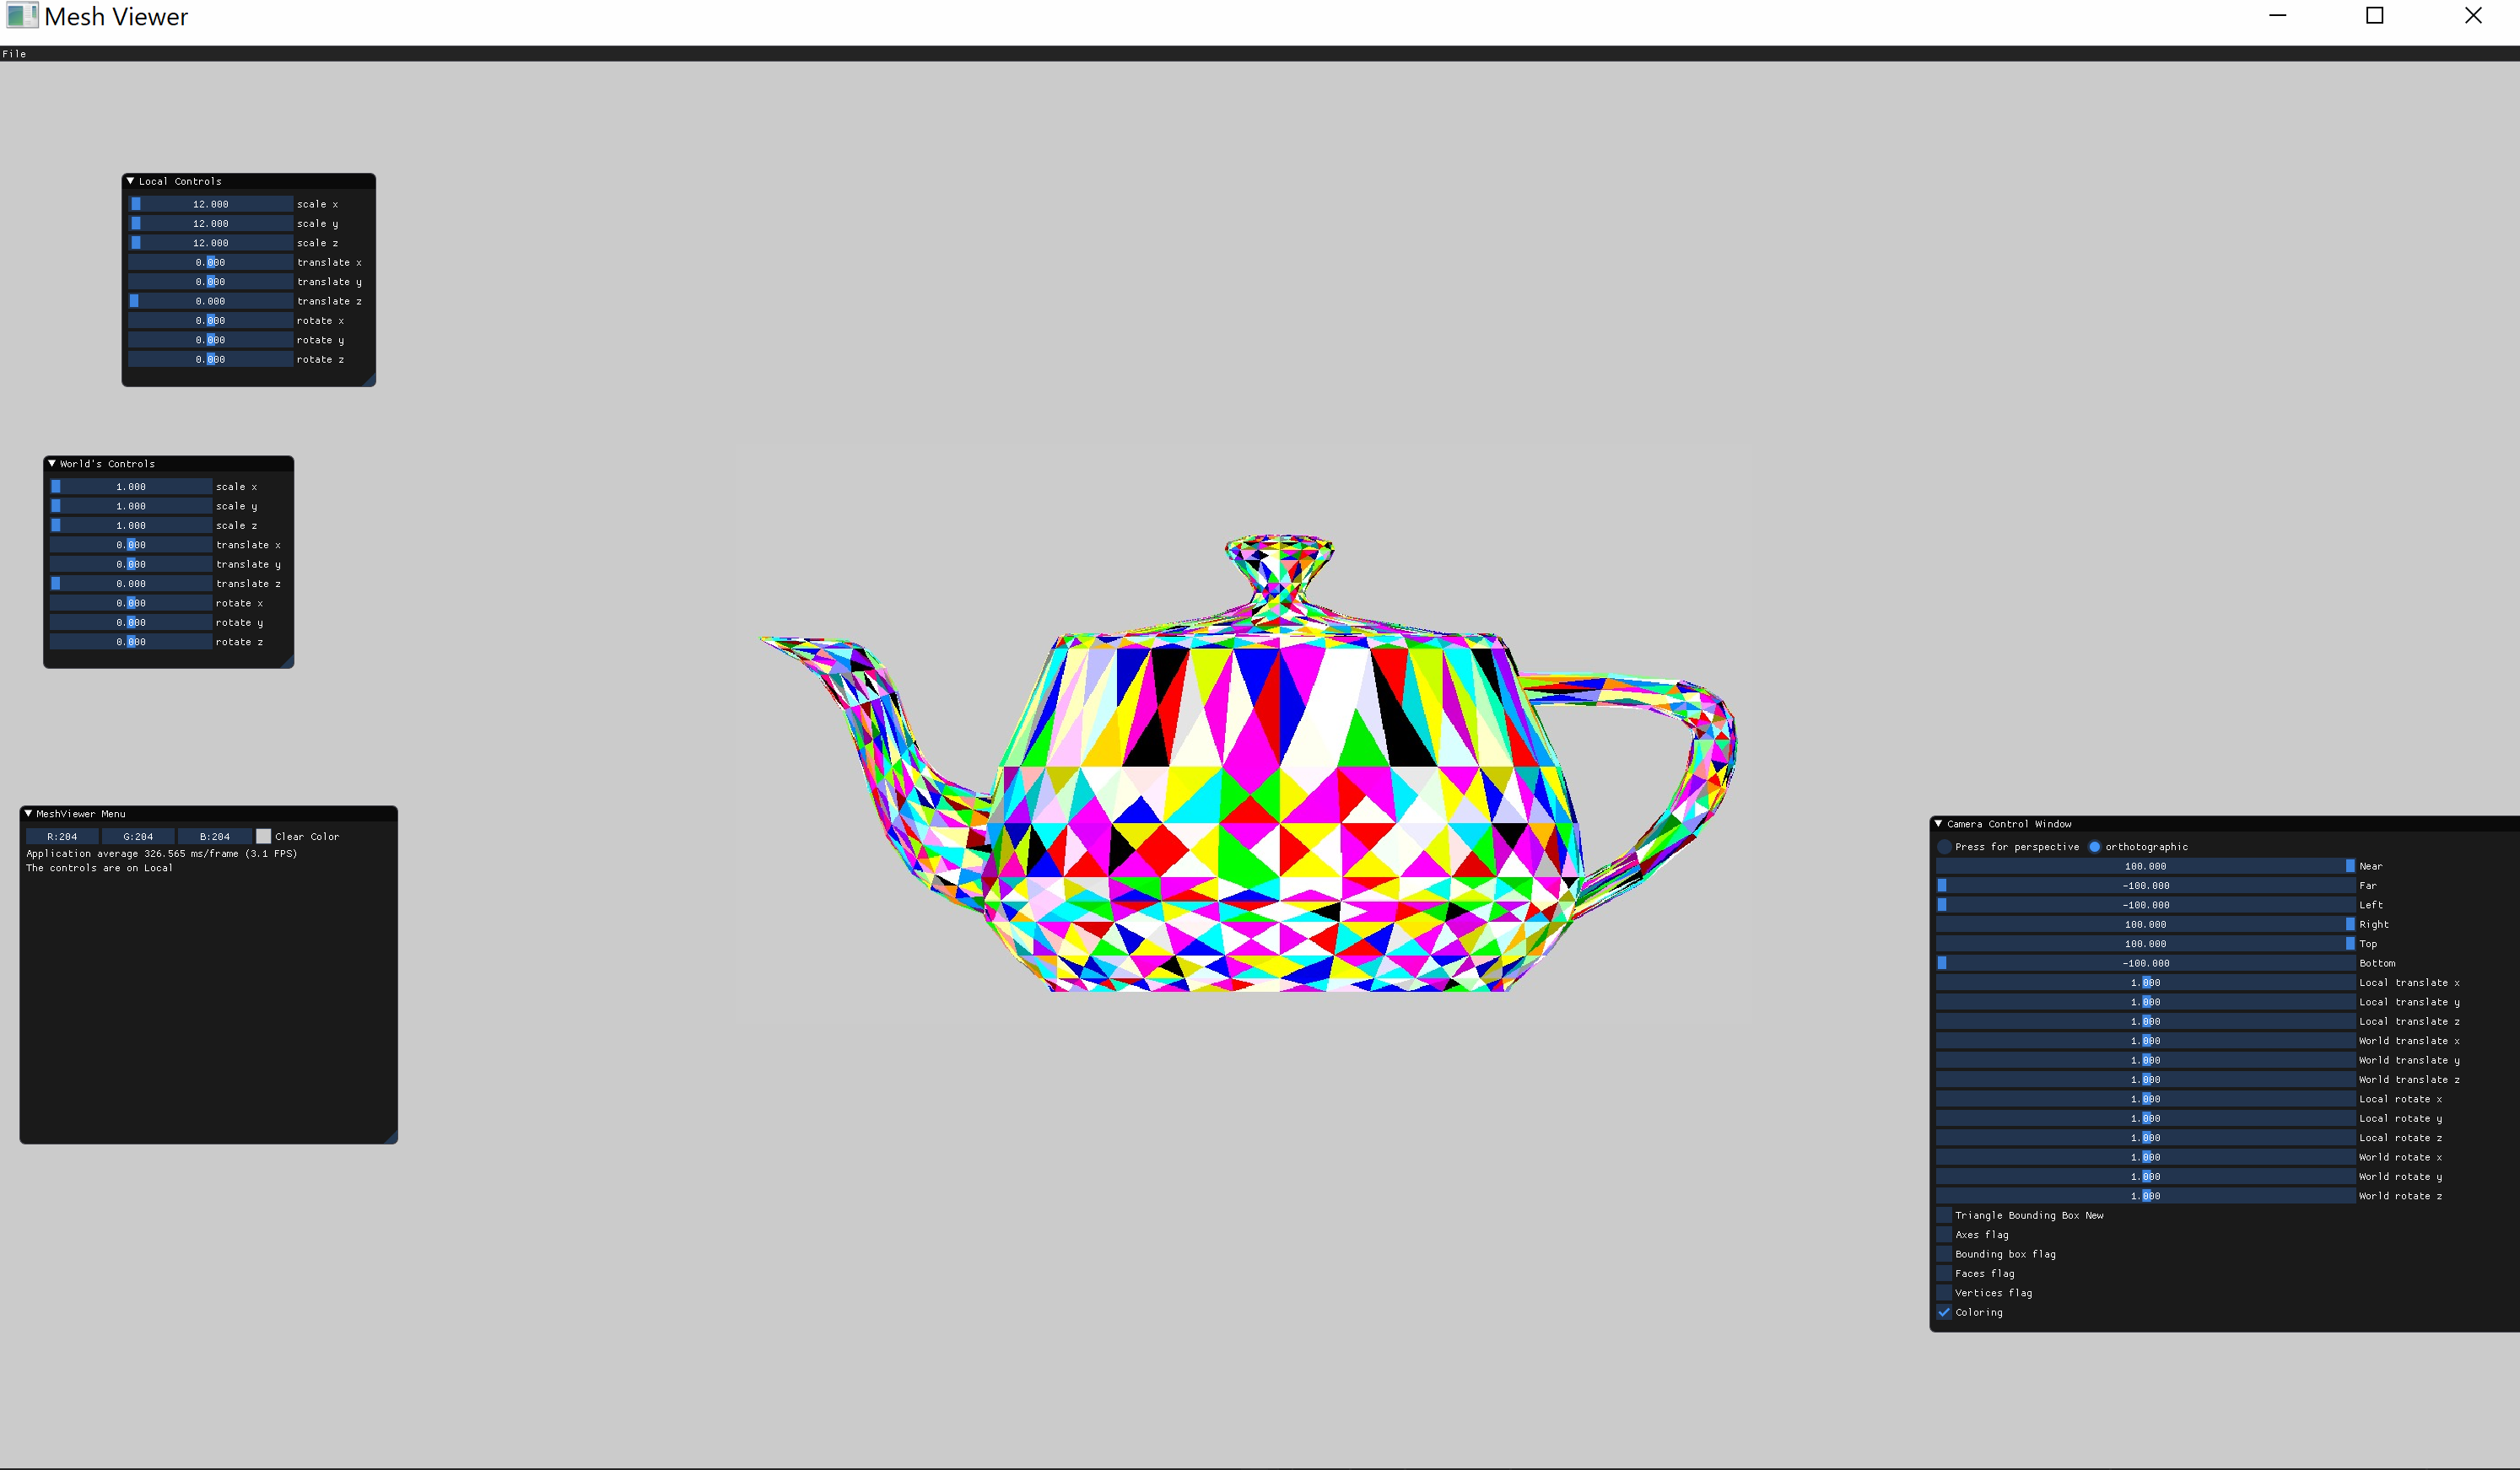 Mesh Viewer
File
Local Controls
12.000 scale x
12.000 scale y
12.000 scale z
0.000 translate x
0.000 translate y
0.000 translate z
0.000 rotate x
0.000 rotate y
0.000 rotate z
World's Controls
1.000 scale x
1.000 scale y
1.000 scale z
0.000 translate x
0.000 translate y
0.000 translate z
0.000 rotate x
0.000 rotate y
0.000 rotate z
MeshViewer Menu
R:204 G:204 B:204 Clear Color
Application average 326.565 ms/frame (3.1 FPS)
The controls are on Local
Camera Control Window
Press for perspective orthotographic
100.000 Near
-100.000 Far
-100.000 Left
100.000 Right
100.000 Top
-100.000 Bottom
1.000 Local translate x
1.000 Local translate y
1.000 Local translate z
1.000 World translate x
1.000 World translate y
1.000 World translate z
1.000 Local rotate x
1.000 Local rotate y
1.000 Local rotate z
1.000 World rotate x
1.000 World rotate y
1.000 World rotate z
Triangle Bounding Box New
Axes flag
Bounding box flag
Faces flag
Vertices flag
Coloring